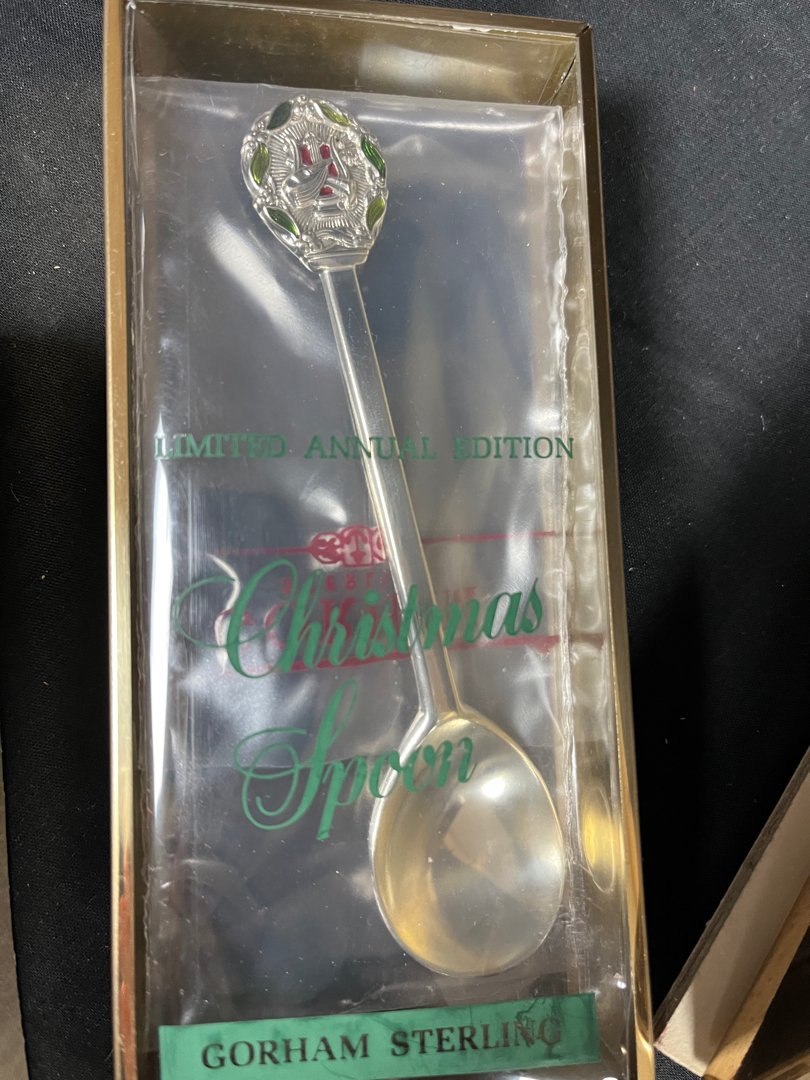 LIMITED ANNUAL EDITION
Christmas
Spoon
GORHAM STERLING